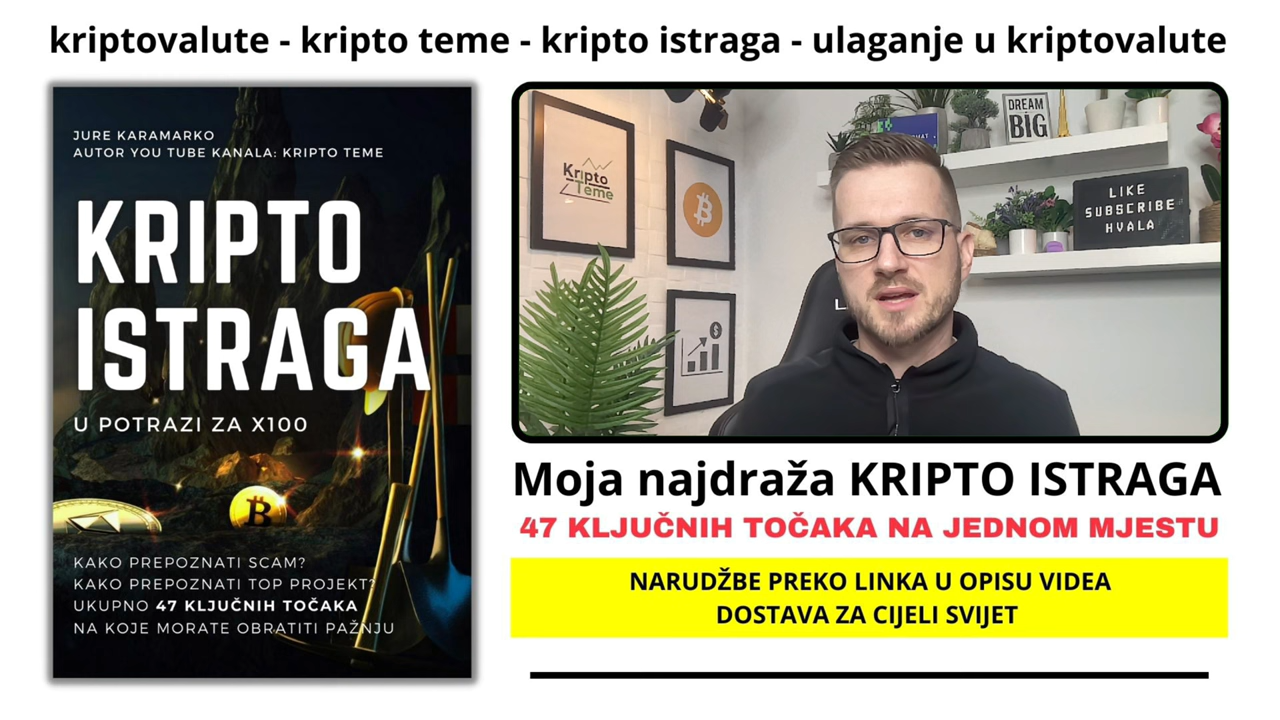 kriptovalute - kripto teme - kripto istraga - ulaganje u kriptovalute
JURE KARAMARKO
AUTOR YOU TUBE KANALA: KRIPTO TEME
KRIPTO
ISTRAGA
U POTRAZI ZA X100
KAKO PREPOZNATI SCAM?
KAKO PREPOZNATI TOP PROJEKT?
UKUPNO 47 KLJUČNIH TOČAKA
NA KOJE MORATE OBRATITI PAŽNJU
Kripto
Teme
DREAM
BIG
LIKE
SUBSCRIBE
HVALA
Moja najdraža KRIPTO ISTRAGA
47 KLJUČNIH TOČAKA NA JEDNOM MJESTU
NARUDŽBE PREKO LINKA U OPISU VIDEA
DOSTAVA ZA CIJELI SVIJET